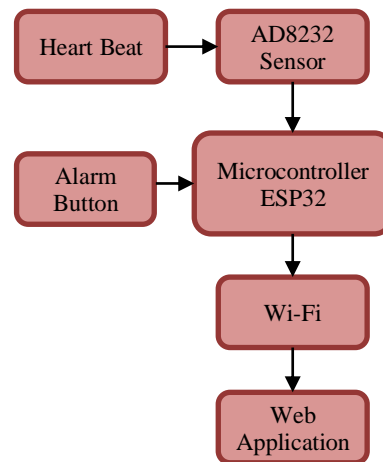 Heart Beat
AD8232
Sensor
Alarm
Button
Microcontroller
ESP32
Wi-Fi
Web
Application